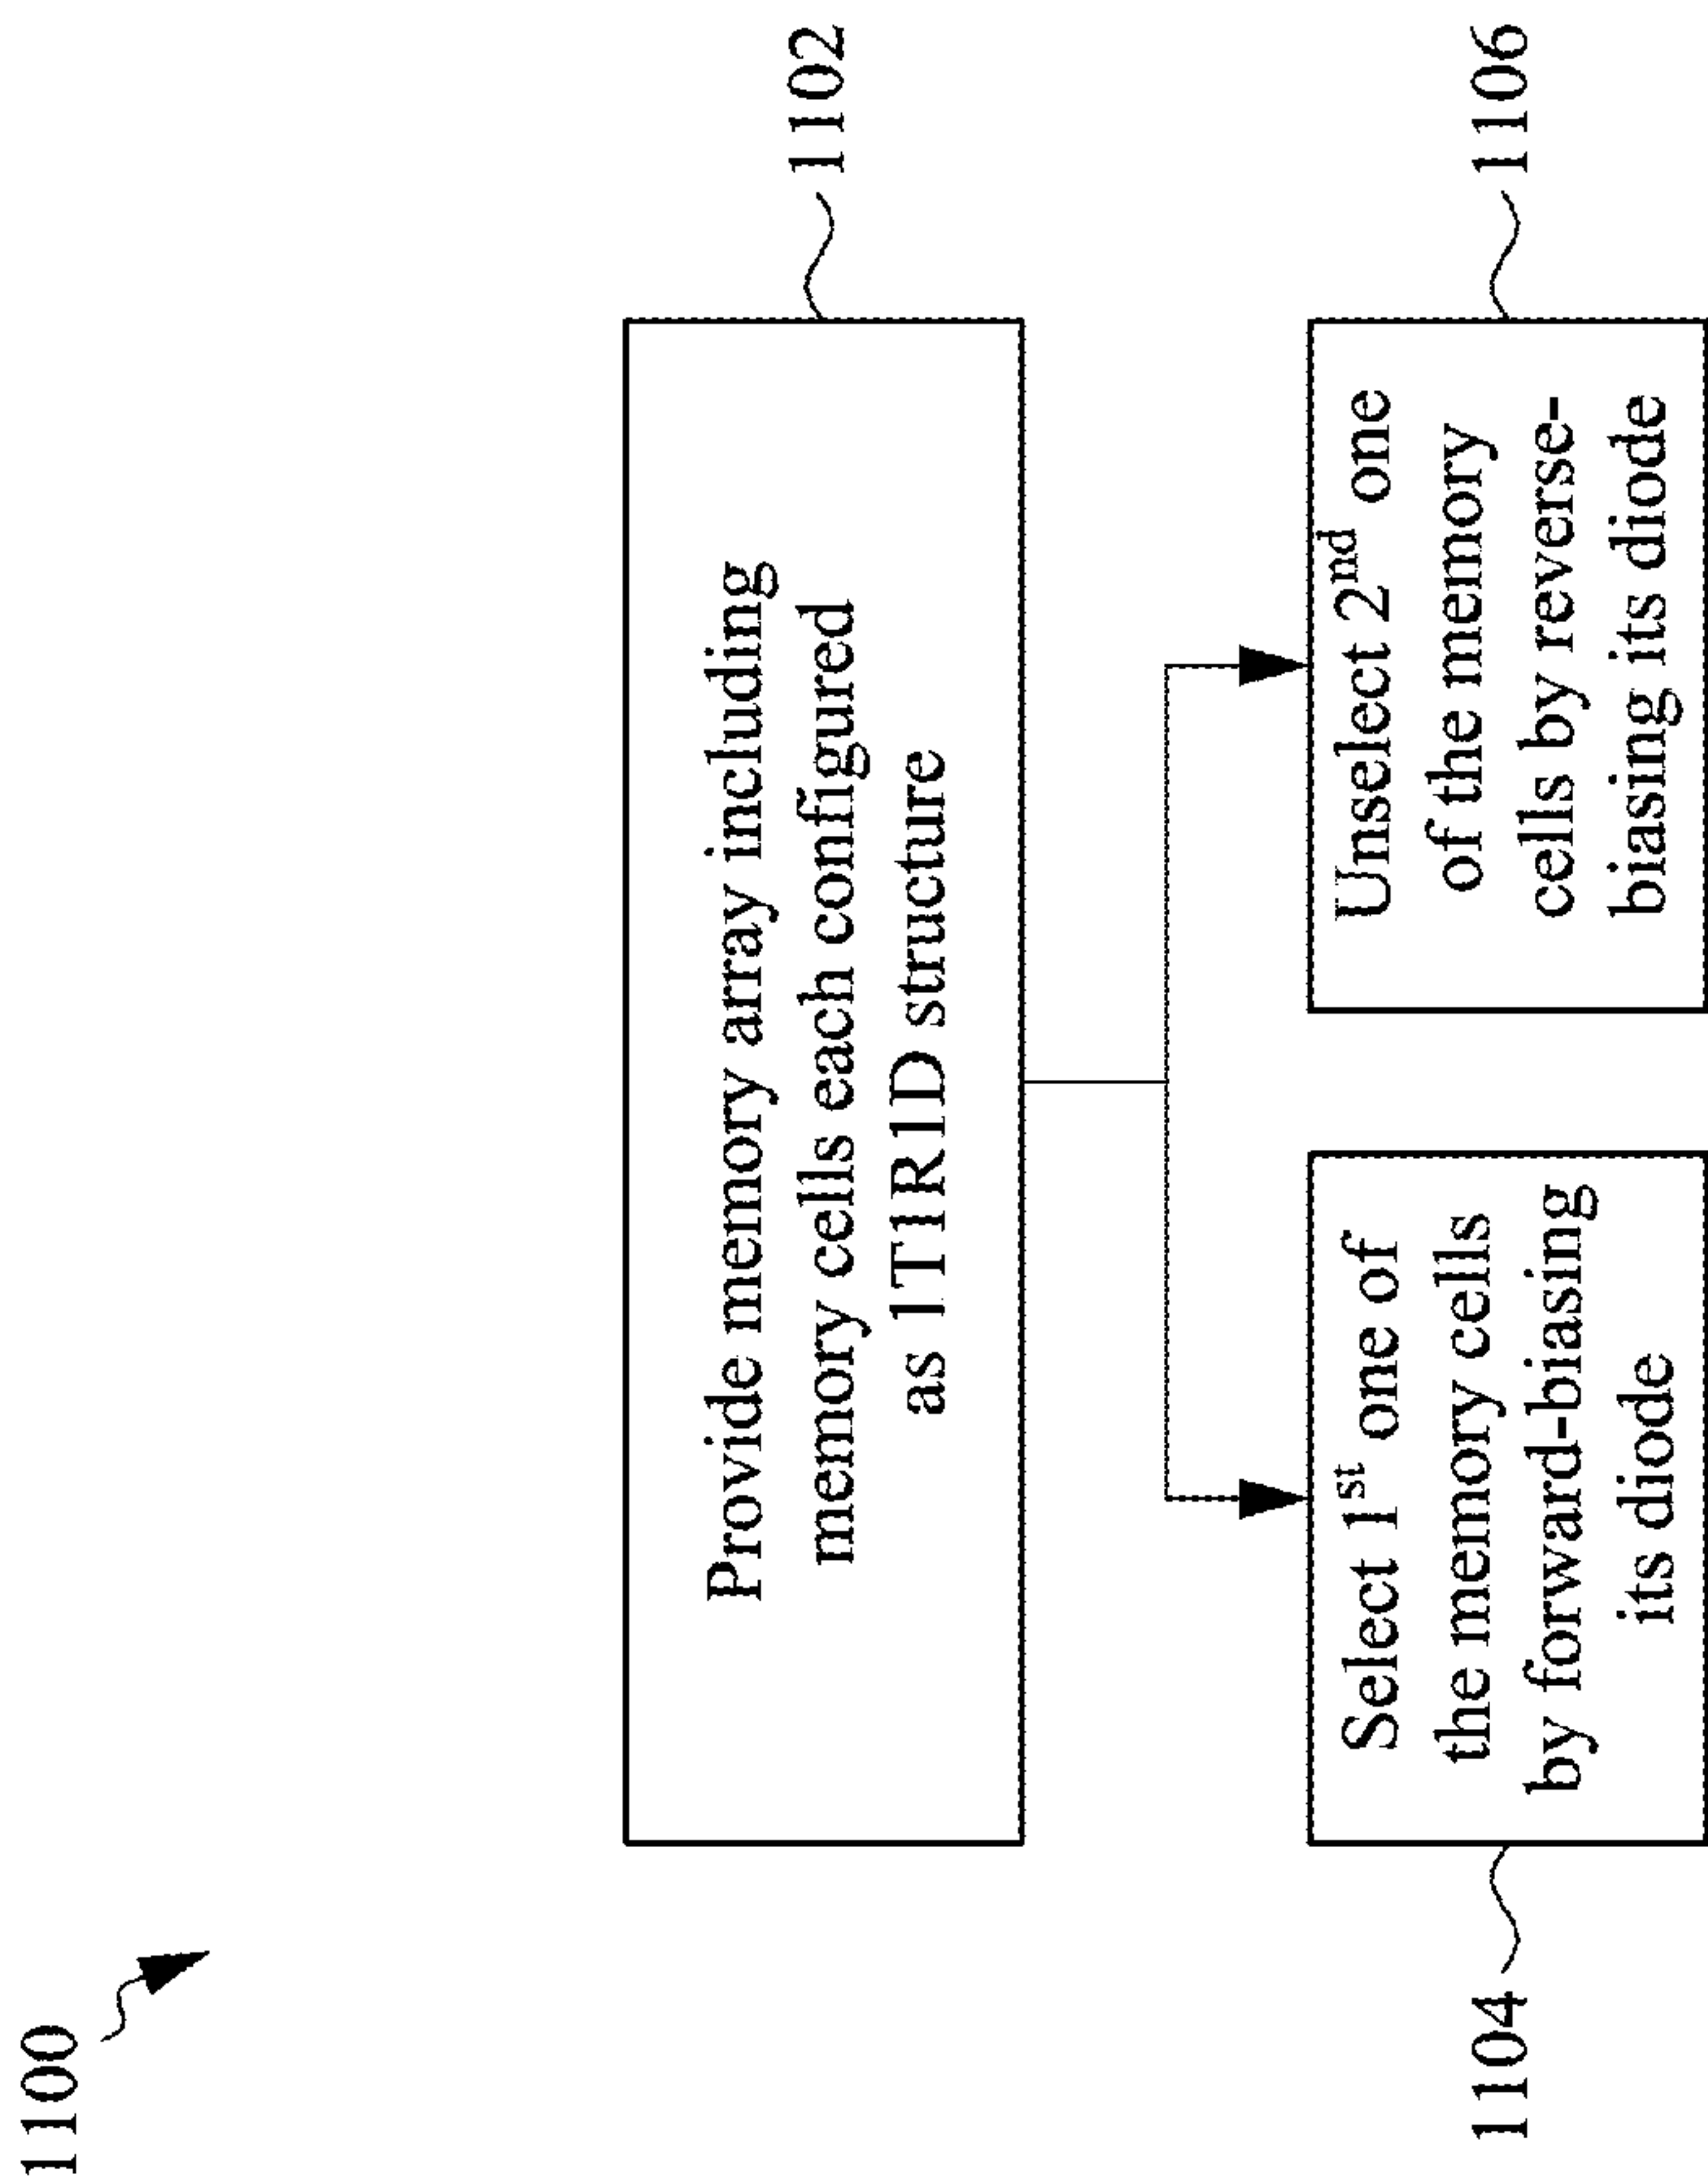 1100
Provide memory array including
memory cells each configured
as 1T1R1D structure
1102
Select 1st one of
the memory cells
by forward-biasing
its diode
1104
Unselect 2nd one
of the memory
cells by reverse-
biasing its diode
1106